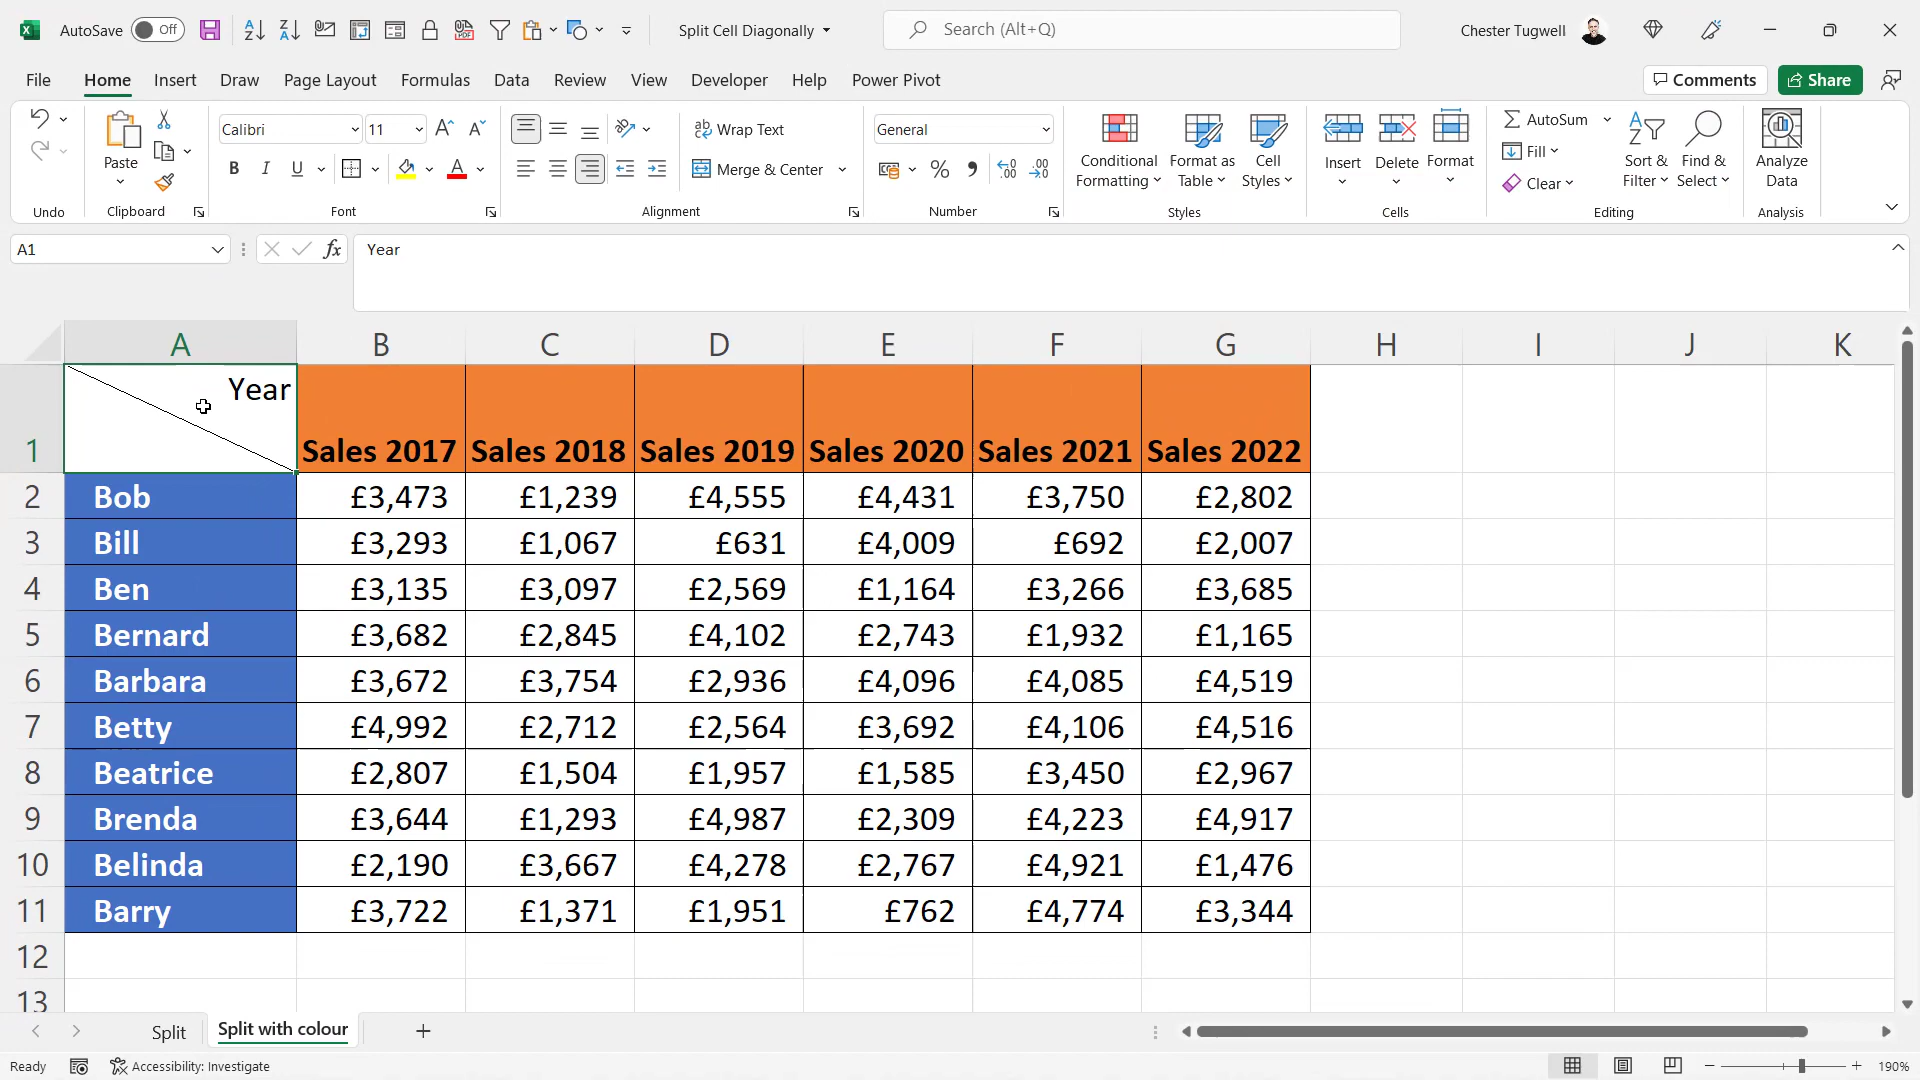 AutoSave Off Split Cell Diagonally Search (Alt+Q) Chester Tugwell
File Home Insert Draw Page Layout Formulas Data Review View Developer Help Power Pivot Comments Share
Calibri 11 Wrap Text General AutoSum
Paste Conditional Formatting Format as Table Cell Styles Insert Delete Format Fill Sort & Filter Find & Select Analyze Data
B I U A Merge & Center % Clear
Undo Clipboard Font Alignment Number Styles Cells Editing Analysis
A1 fx Year
A B C D E F G H I J K
Year
1 Sales 2017 Sales 2018 Sales 2019 Sales 2020 Sales 2021 Sales 2022
2 Bob £3,473 £1,239 £4,555 £4,431 £3,750 £2,802
3 Bill £3,293 £1,067 £631 £4,009 £692 £2,007
4 Ben £3,135 £3,097 £2,569 £1,164 £3,266 £3,685
5 Bernard £3,682 £2,845 £4,102 £2,743 £1,932 £1,165
6 Barbara £3,672 £3,754 £2,936 £4,096 £4,085 £4,519
7 Betty £4,992 £2,712 £2,564 £3,692 £4,106 £4,516
8 Beatrice £2,807 £1,504 £1,957 £1,585 £3,450 £2,967
9 Brenda £3,644 £1,293 £4,987 £2,309 £4,223 £4,917
10 Belinda £2,190 £3,667 £4,278 £2,767 £4,921 £1,476
11 Barry £3,722 £1,371 £1,951 £762 £4,774 £3,344
12
13
Split Split with colour
Ready Accessibility: Investigate 190%